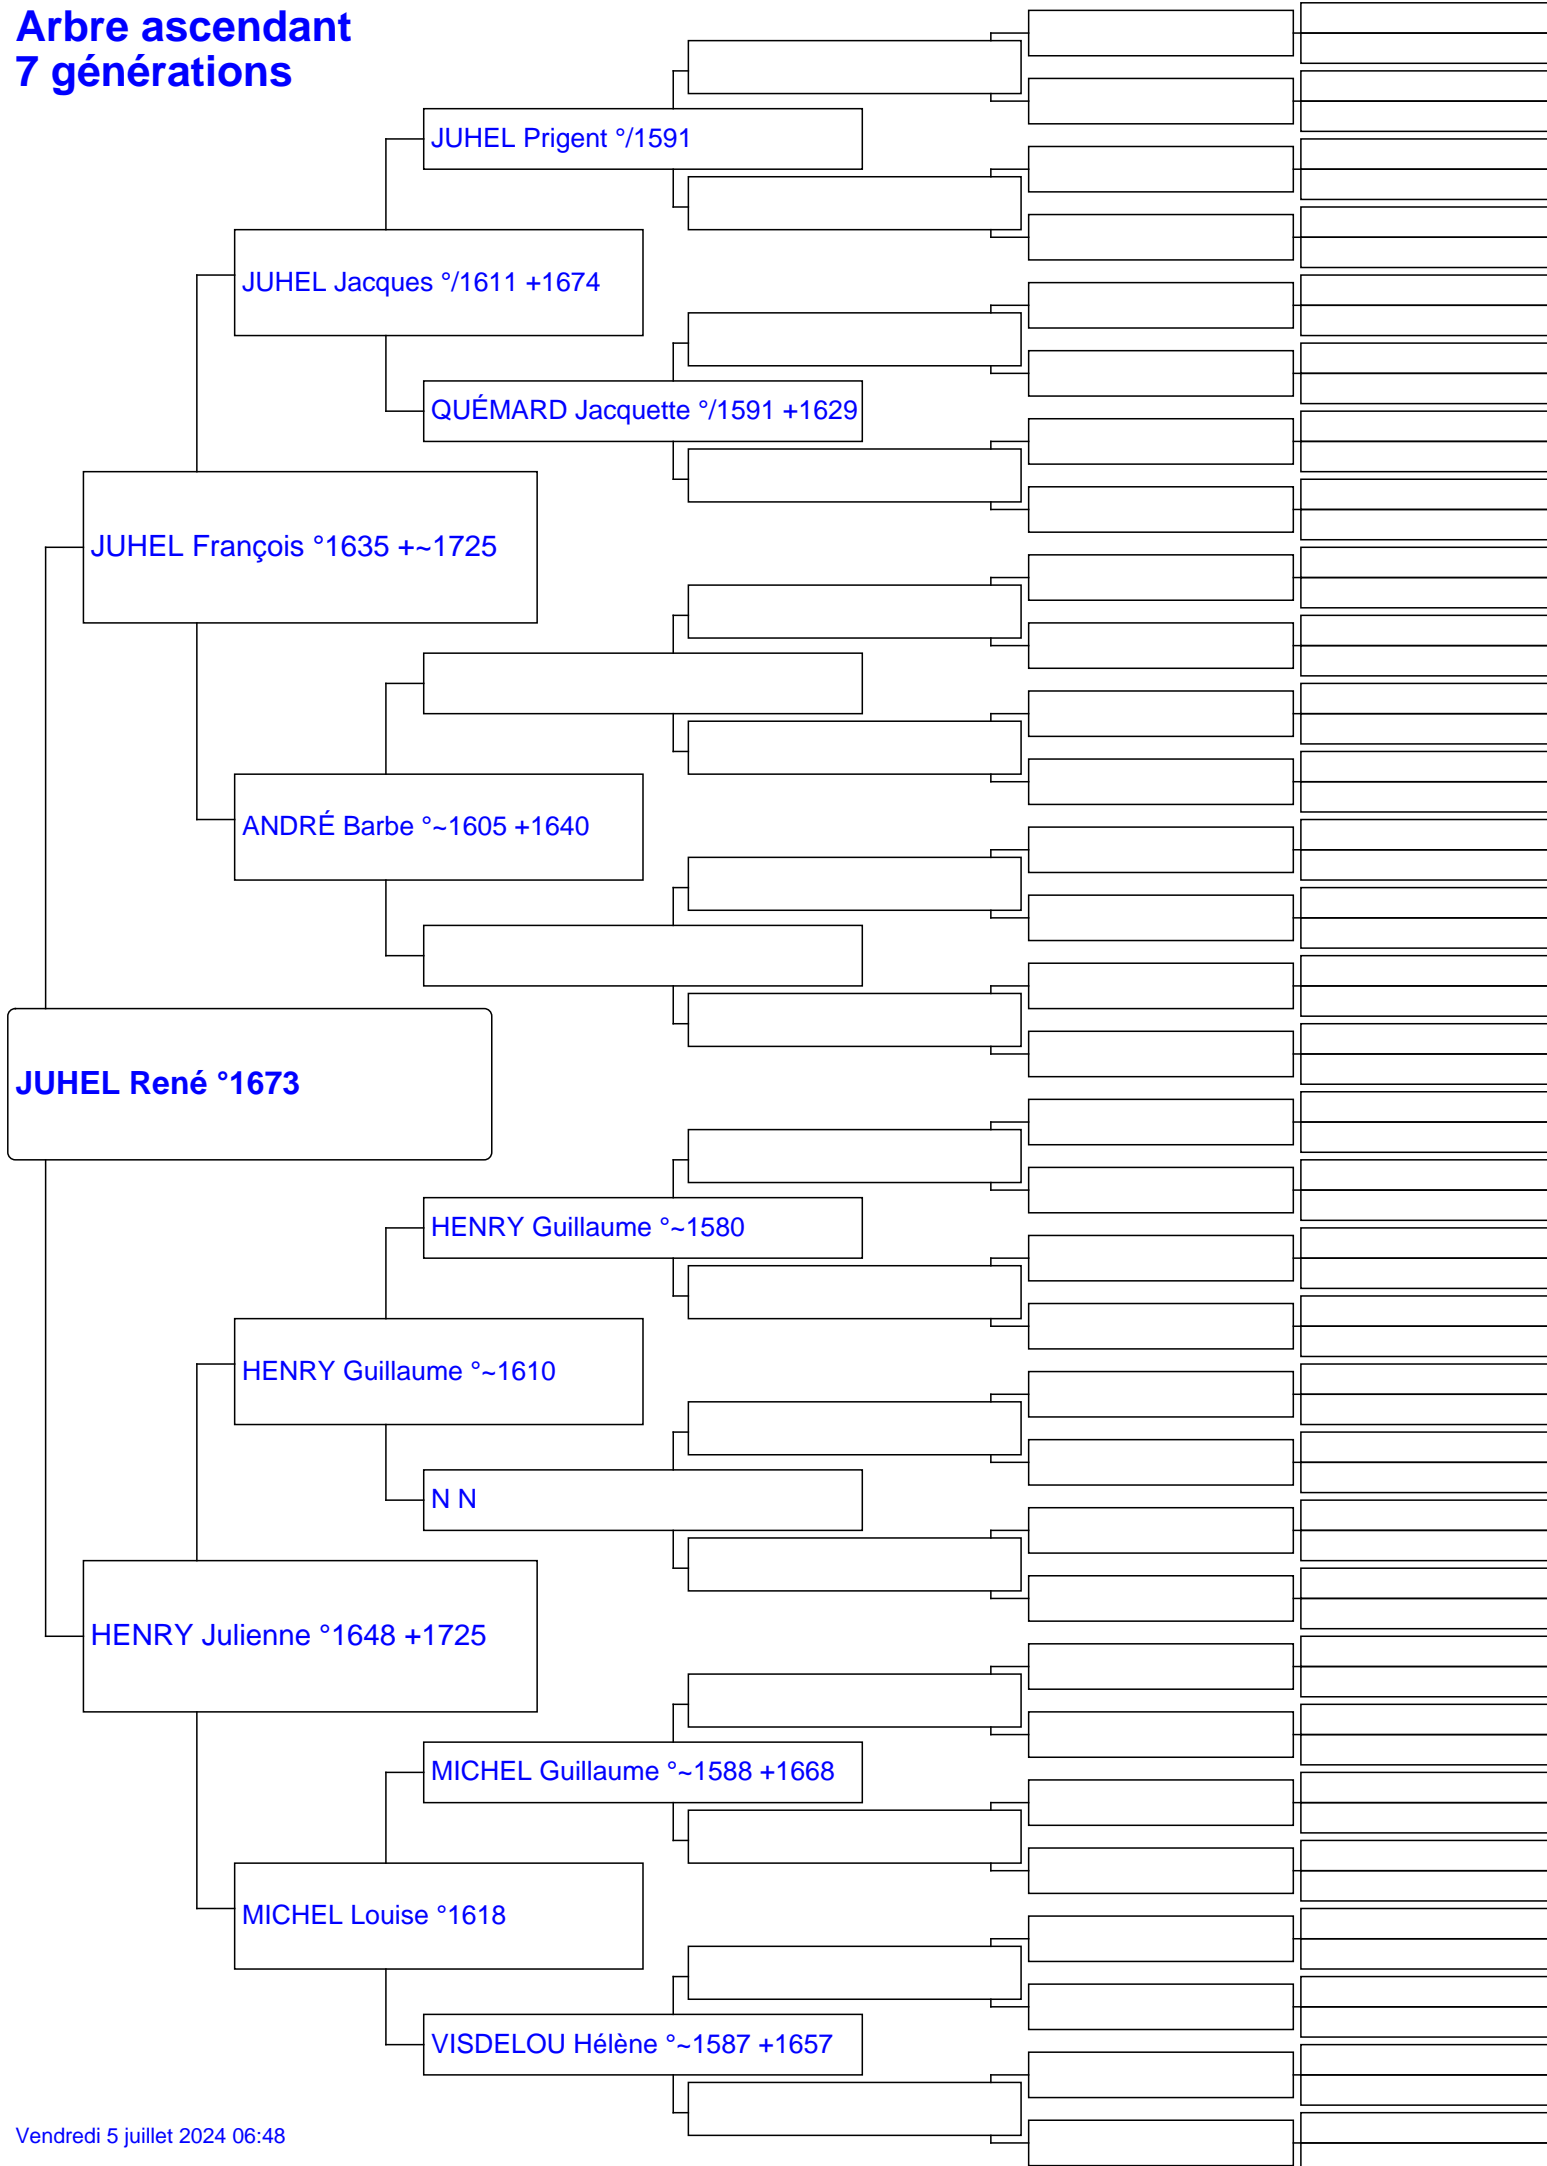 Arbre ascendant
7 générations
JUHEL Prigent °/1591
JUHEL Jacques °/1611 +1674
QUÉMARD Jacquette °/1591 +1629
JUHEL François °1635 +~1725
ANDRÉ Barbe °~1605 +1640
JUHEL René °1673
HENRY Guillaume °~1580
HENRY Guillaume °~1610
N N
HENRY Julienne °1648 +1725
MICHEL Guillaume °~1588 +1668
MICHEL Louise °1618
VISDELOU Hélène °~1587 +1657
Vendredi 5 juillet 2024 06:48